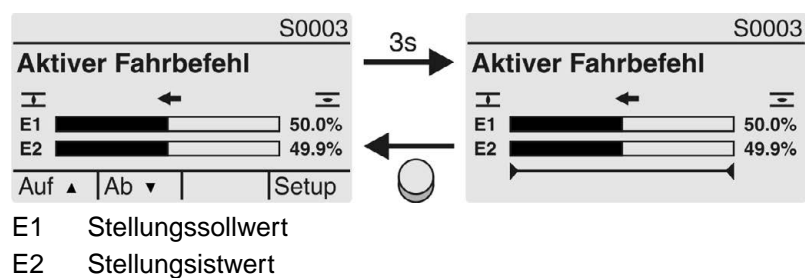 S0003
Aktiver Fahrbefehl
E1 50.0%
E2 49.9%
Auf ▲ Ab ▼ Setup
3s
S0003
Aktiver Fahrbefehl
E1 50.0%
E2 49.9%
E1 Stellungssollwert
E2 Stellungsistwert